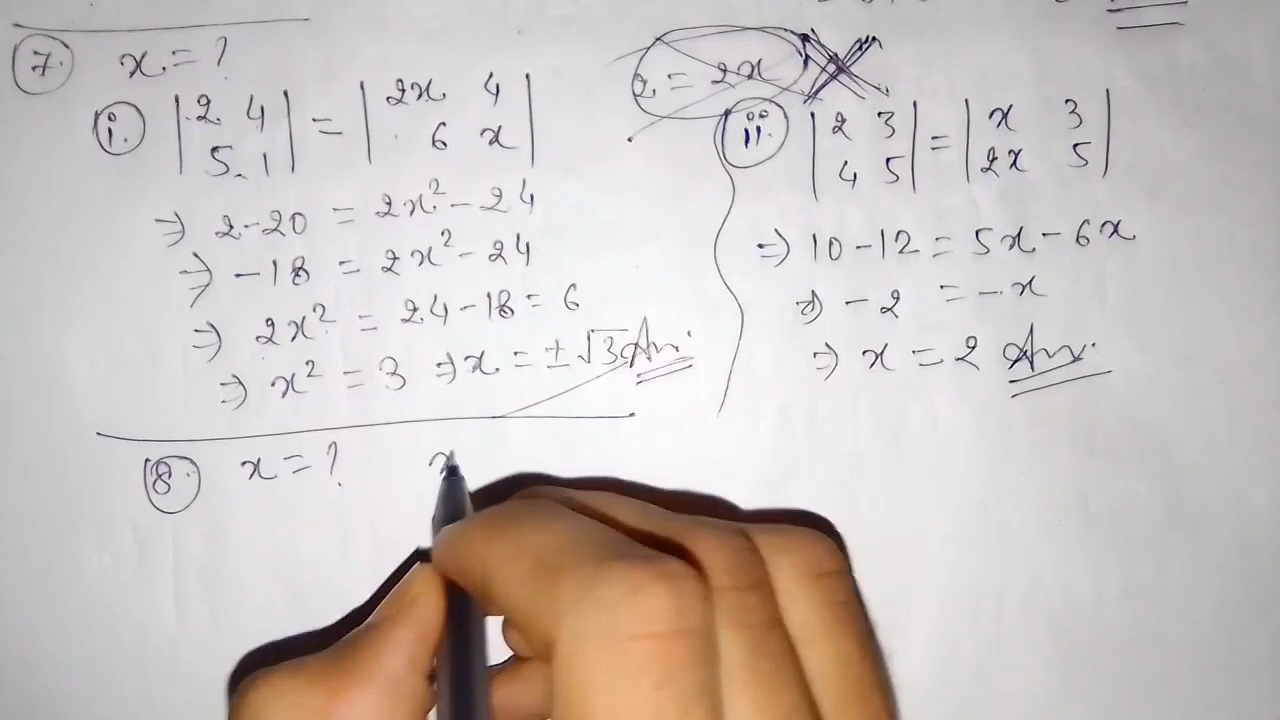 7. x = ?
i. |2 4| = |2x 4|
|5 1| |6 x|
⇒ 2-20 = 2x² - 24
⇒ -18 = 2x² - 24
⇒ 2x² = 24-18 = 6
⇒ x² = 3 ⇒ x = ±√3 Ans.
= 2x
ii. |2 3| = |x 3|
|4 5| |2x 5|
⇒ 10-12 = 5x - 6x
⇒ -2 = -x
⇒ x = 2 Ans.
8. x = ? x